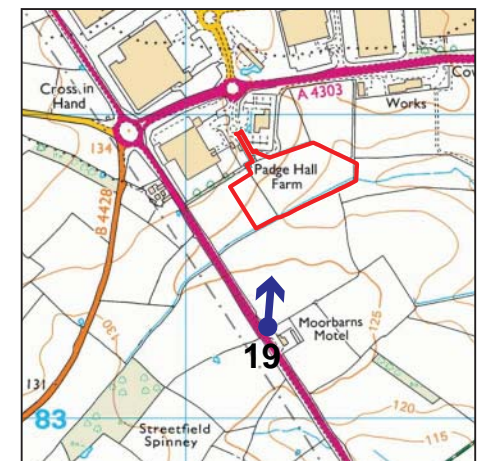 Cross in
Hand
A 4303
Works
134
Padge Hall
Farm
B 4428
130
19
Moorbarns
Motel
125
131
83
120
Streetfield
Spinney
115